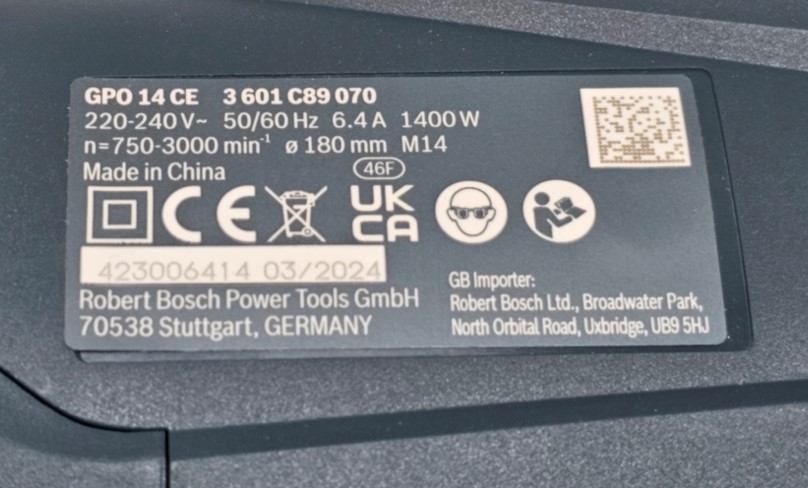 GPO 14 CE 3 601 C89 070
220-240 V~ 50/60 Hz 6.4 A 1400 W
n=750-3000 min⁻¹ ø 180 mm M14
Made in China
46F
CE
UK
CA
423006414 03/2024
Robert Bosch Power Tools GmbH
70538 Stuttgart, GERMANY
GB Importer:
Robert Bosch Ltd., Broadwater Park,
North Orbital Road, Uxbridge, UB9 5HJ